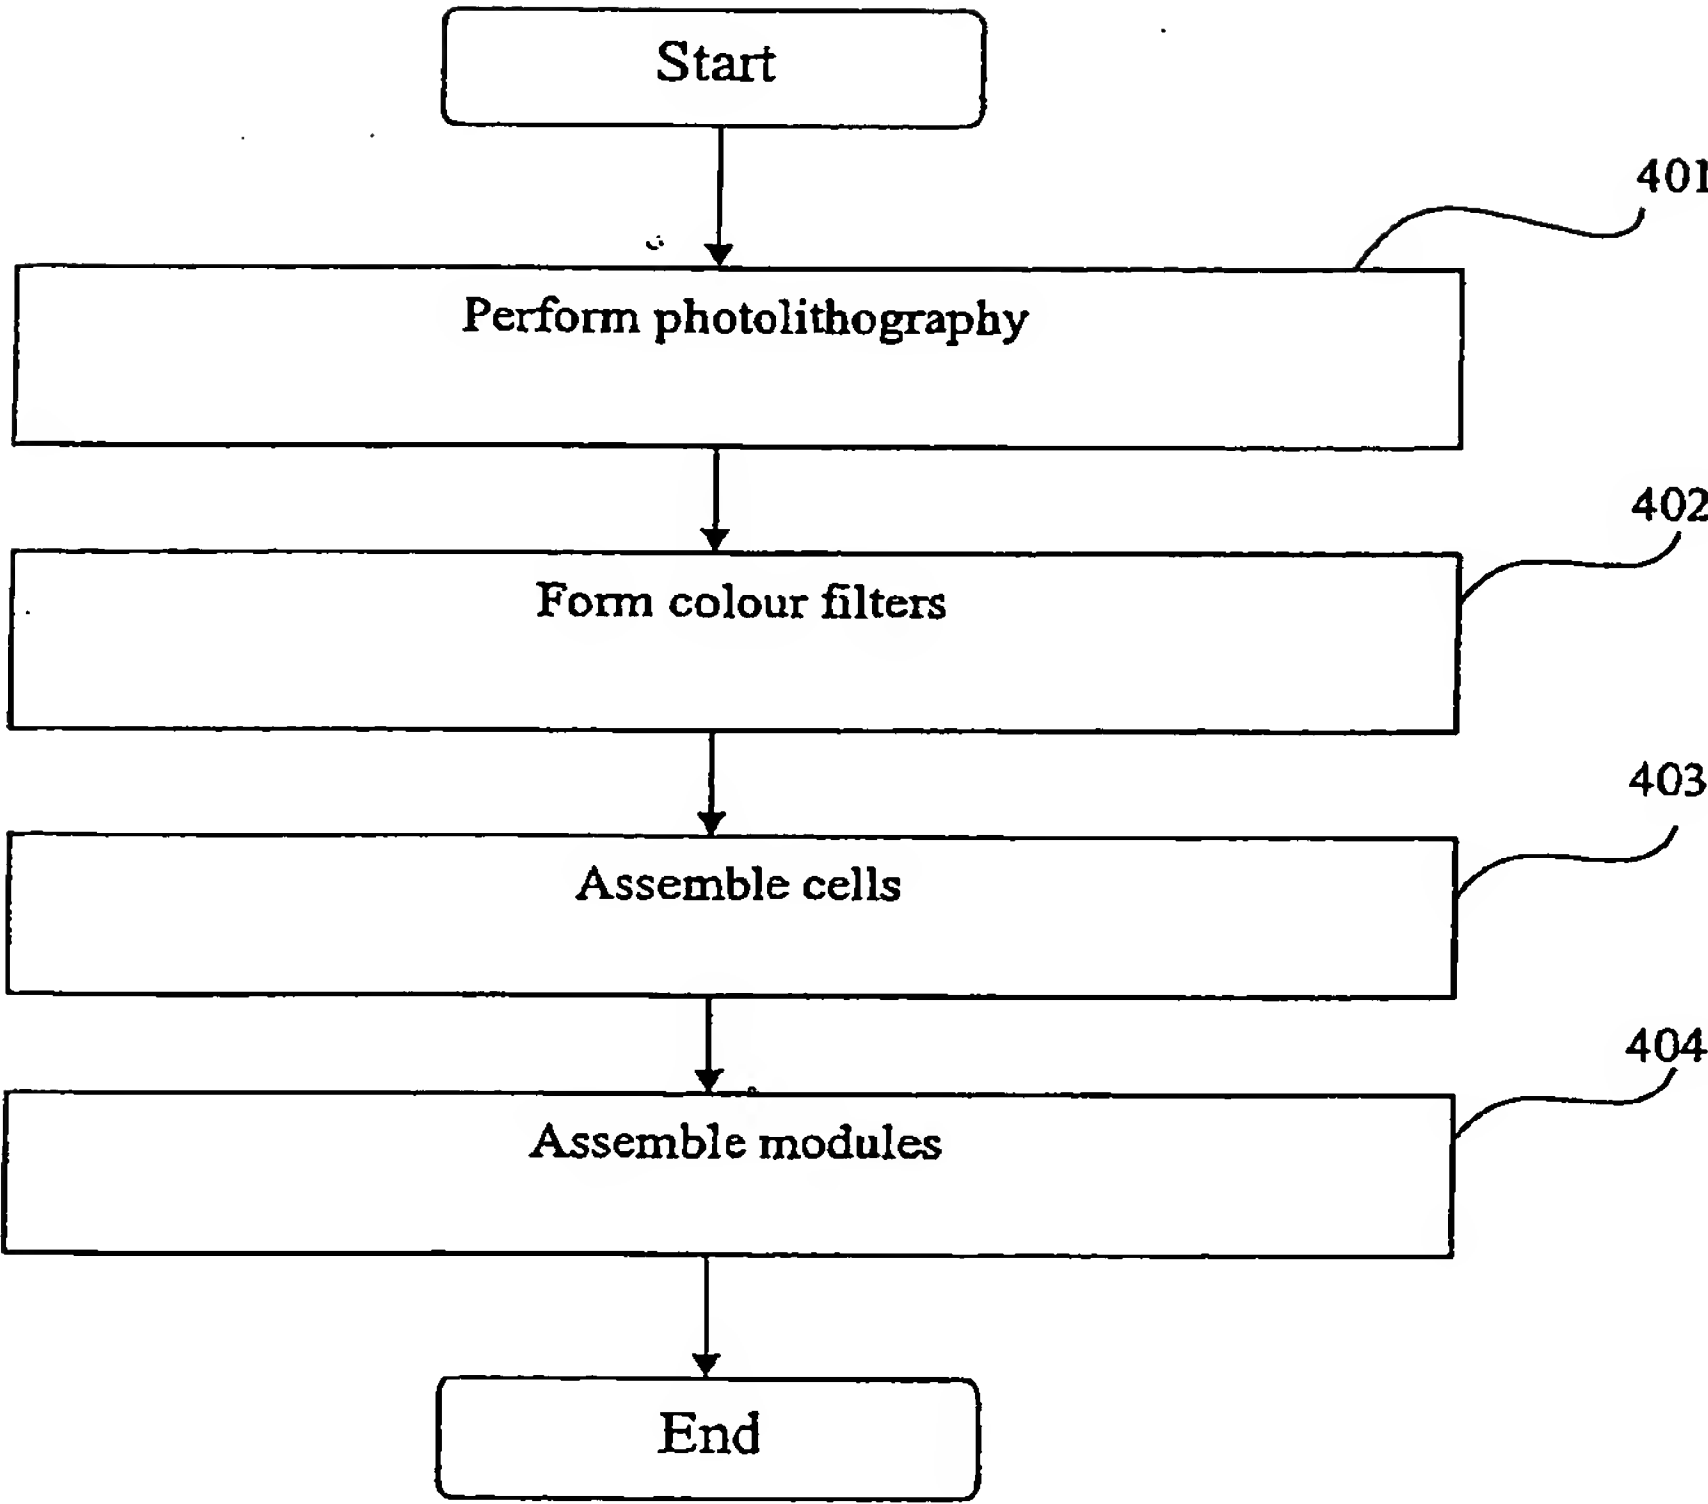 Start
401
Perform photolithography
402
Form colour filters
403
Assemble cells
404
Assemble modules
End